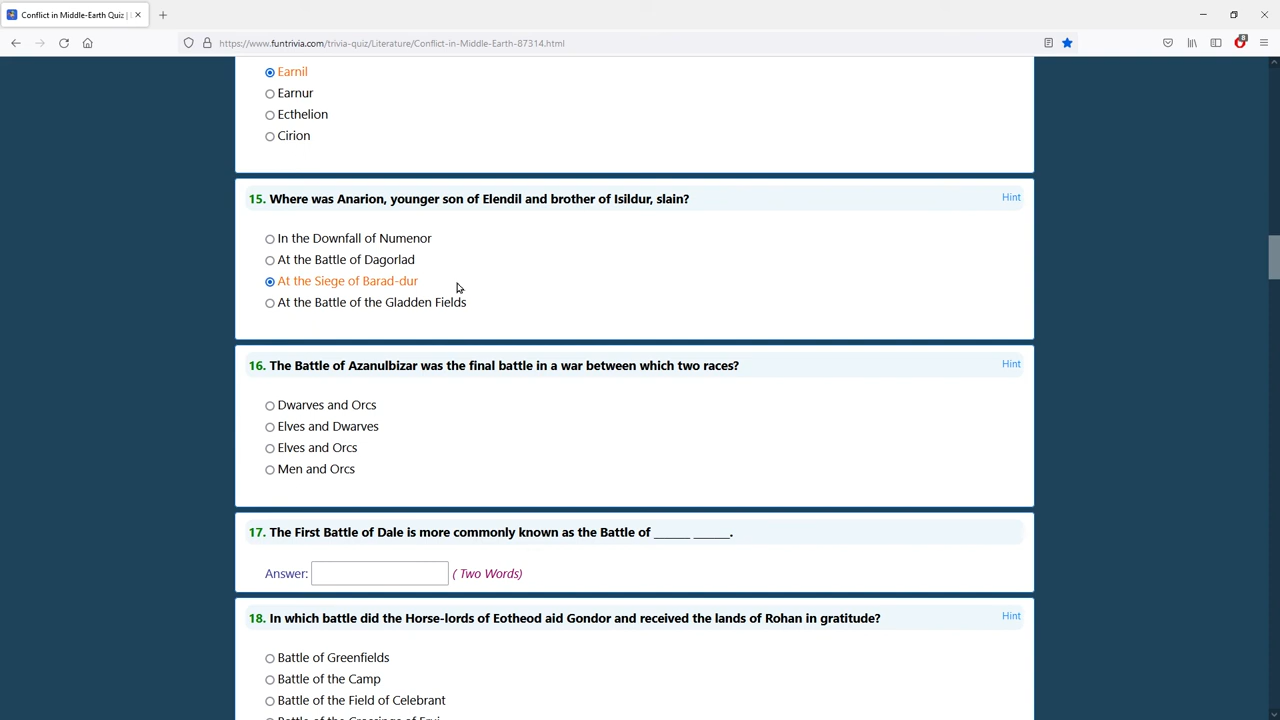 Conflict in Middle-Earth Quiz |
https://www.funtrivia.com/trivia-quiz/Literature/Conflict-in-Middle-Earth-87314.html
8
Earnil
Earnur
Ecthelion
Cirion
15. Where was Anarion, younger son of Elendil and brother of Isildur, slain?
Hint
In the Downfall of Numenor
At the Battle of Dagorlad
At the Siege of Barad-dur
At the Battle of the Gladden Fields
16. The Battle of Azanulbizar was the final battle in a war between which two races?
Hint
Dwarves and Orcs
Elves and Dwarves
Elves and Orcs
Men and Orcs
17. The First Battle of Dale is more commonly known as the Battle of ______ ______.
Answer: ( Two Words)
18. In which battle did the Horse-lords of Eotheod aid Gondor and received the lands of Rohan in gratitude?
Hint
Battle of Greenfields
Battle of the Camp
Battle of the Field of Celebrant
Battle of the Crossings of Erui